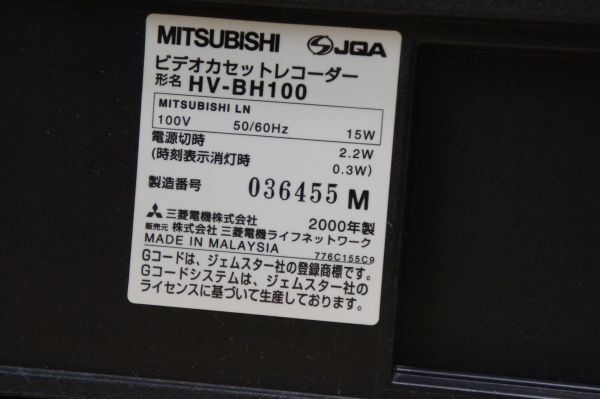 MITSUBISHI JQA
ビデオカセットレコーダー
形名 HV-BH100
MITSUBISHI LN
100V 50/60Hz 15W
電源切時 2.2W
(時刻表示消灯時 0.3W)
製造番号 036455 M
三菱電機株式会社 2000年製
販売元 株式会社 三菱電機ライフネットワーク
MADE IN MALAYSIA 776C155C9
Gコードは、ジェムスター社の登録商標です。
Gコードシステムは、ジェムスター社の
ライセンスに基づいて生産しております。